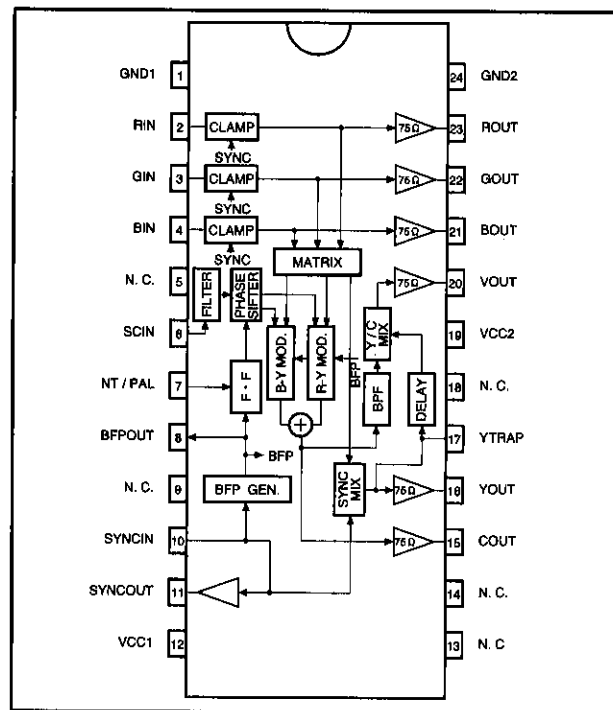 GND1 1 24 GND2
RIN 2 CLAMP 75Ω 23 ROUT
SYNC
GIN 3 CLAMP 75Ω 22 GOUT
SYNC
BIN 4 CLAMP 75Ω 21 BOUT
SYNC
MATRIX
N. C. 5 FILTER PHASE SIFTER 75Ω 20 VOUT
SCIN 6 B-Y MOD. R-Y MOD. BFP Y / C MIX 19 VCC2
NT / PAL 7 F · F BPF DELAY 18 N. C.
BFPOUT 8 + 17 YTRAP
BFP
N. C. 9 BFP GEN. SYNC MIX 75Ω 16 YOUT
SYNCIN 10 75Ω 15 COUT
SYNCOUT 11 14 N. C.
VCC1 12 13 N. C